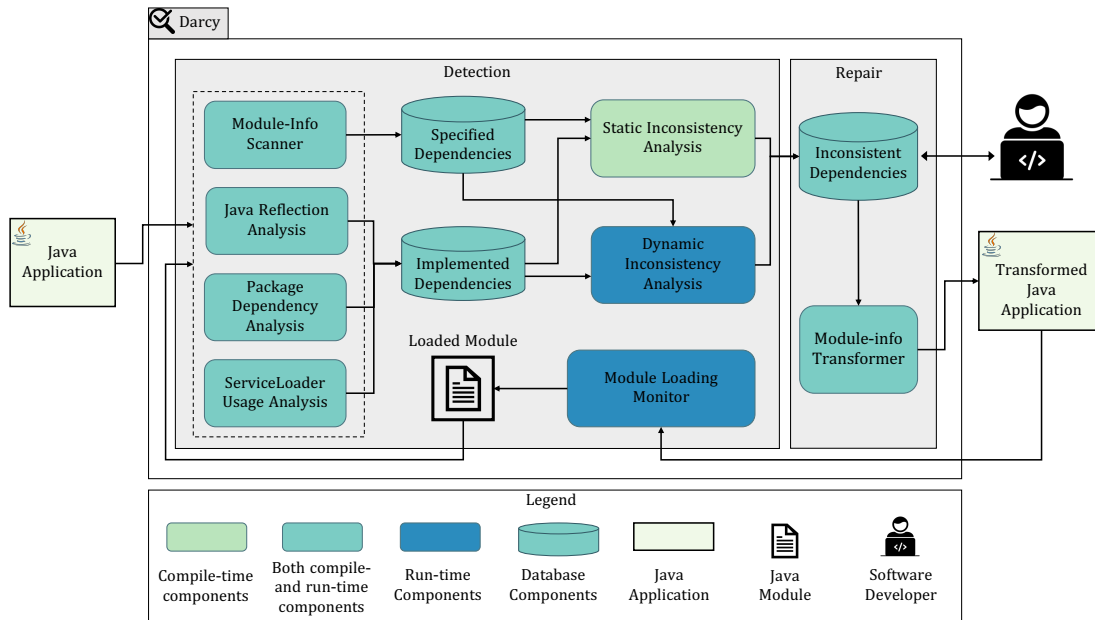 Darcy
Detection
Repair
Module-Info
Scanner
Specified
Dependencies
Static Inconsistency
Analysis
Inconsistent
Dependencies
</>
Java
Application
Java Reflection
Analysis
Implemented
Dependencies
Dynamic
Inconsistency
Analysis
Transformed
Java
Application
Package
Dependency
Analysis
Loaded Module
Module-info
Transformer
ServiceLoader
Usage Analysis
Module Loading
Monitor
Legend
</>
Compile-time
components
Both compile-
and run-time
components
Run-time
Components
Database
Components
Java
Application
Java
Module
Software
Developer